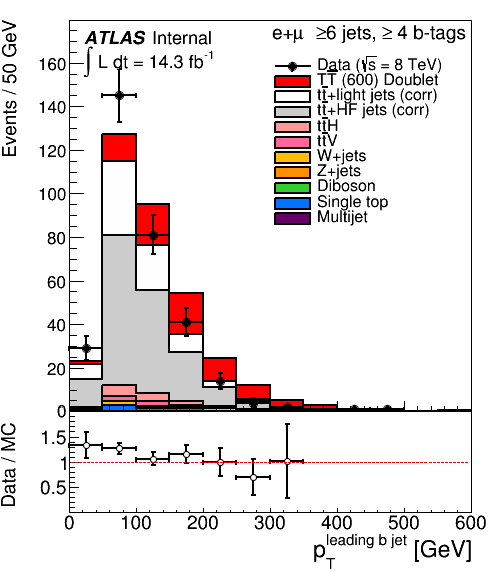 Events / 50 GeV
160
140
120
100
80
60
40
20
0
ATLAS Internal
∫ L dt = 14.3 fb⁻¹
e+μ ≥6 jets, ≥ 4 b-tags
Data (√s = 8 TeV)
TT̅ (600) Doublet
tt̅+light jets (corr)
tt̅+HF jets (corr)
tt̅H
tt̅V
W+jets
Z+jets
Diboson
Single top
Multijet
Data / MC
1.5
1
0.5
0 100 200 300 400 500 600
p_T^leading b jet [GeV]